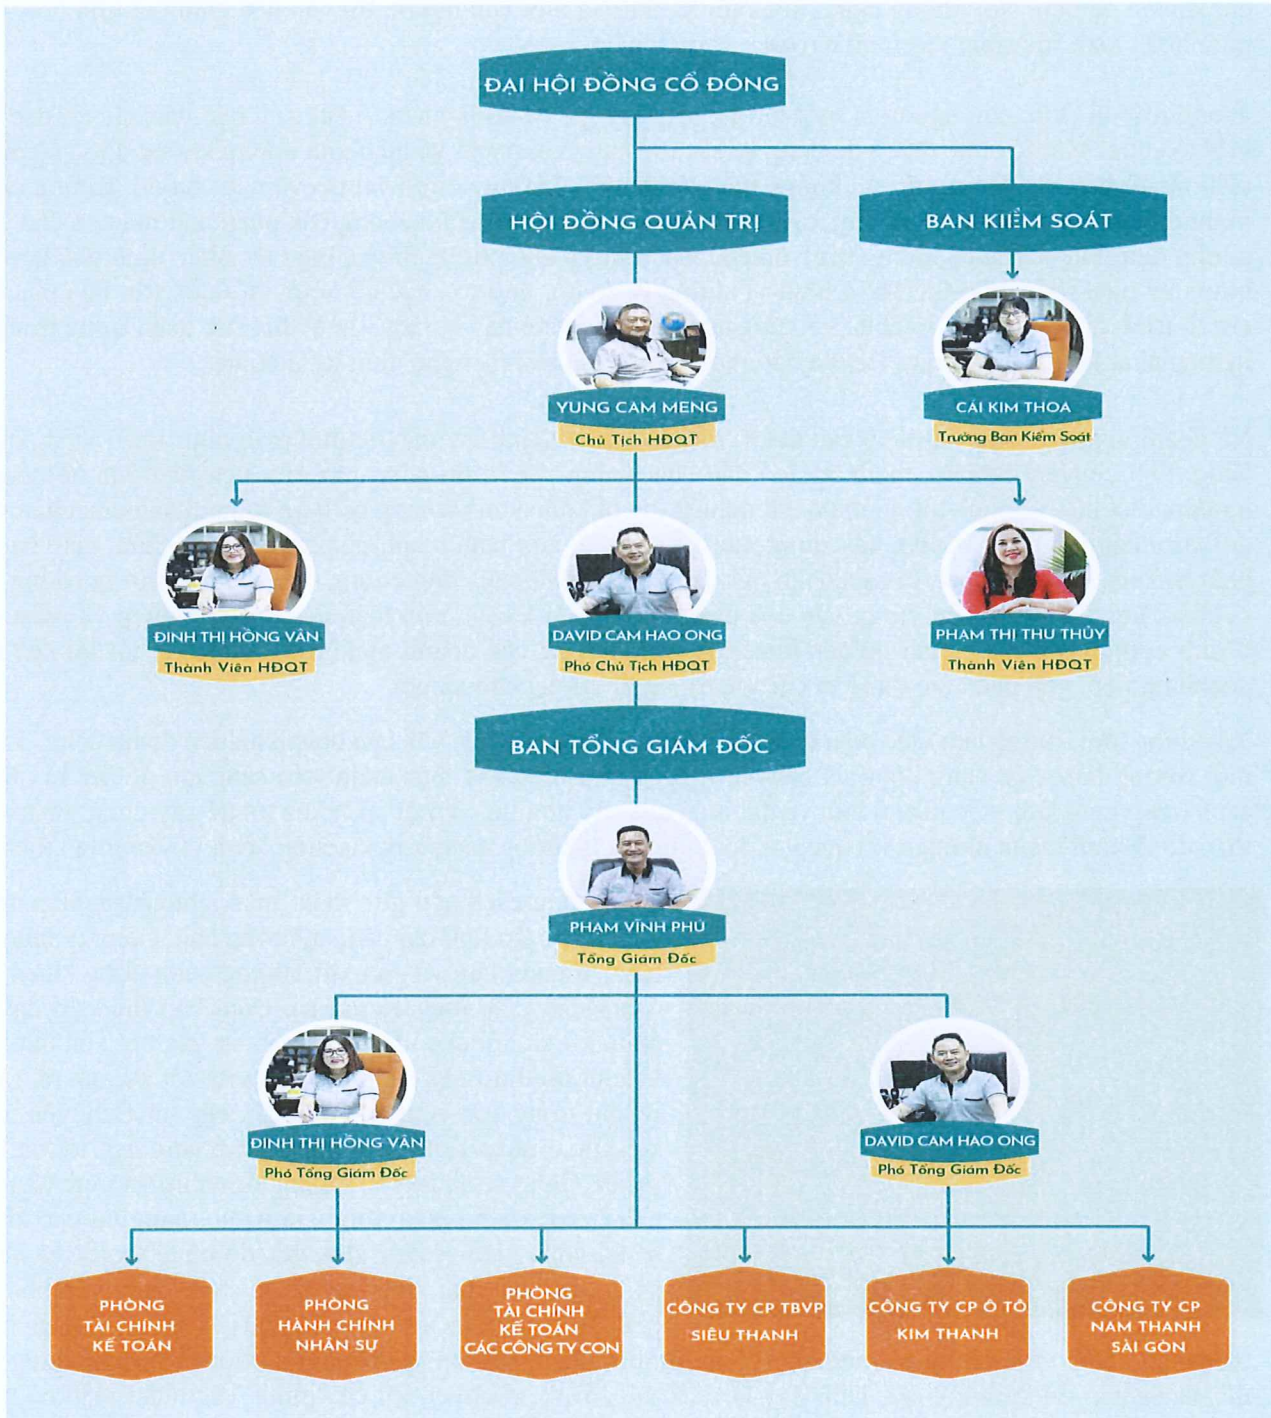 ĐẠI HỘI ĐỒNG CỔ ĐÔNG
HỘI ĐỒNG QUẢN TRỊ
BAN KIỂM SOÁT
YUNG CAM MENG
Chủ Tịch HĐQT
CÁI KIM THOA
Trưởng Ban Kiểm Soát
ĐINH THỊ HỒNG VÂN
Thành Viên HĐQT
DAVID CAM HAO ONG
Phó Chủ Tịch HĐQT
PHẠM THỊ THU THỦY
Thành Viên HĐQT
BAN TỔNG GIÁM ĐỐC
PHẠM VĨNH PHÚ
Tổng Giám Đốc
ĐINH THỊ HỒNG VÂN
Phó Tổng Giám Đốc
DAVID CAM HAO ONG
Phó Tổng Giám Đốc
PHÒNG
TÀI CHÍNH
KẾ TOÁN
PHÒNG
HÀNH CHÍNH
NHÂN SỰ
PHÒNG
TÀI CHÍNH
KẾ TOÁN
CÁC CÔNG TY CON
CÔNG TY CP TBVP
SIÊU THANH
CÔNG TY CP Ô TÔ
KIM THANH
CÔNG TY CP
NAM THANH
SÀI GÒN